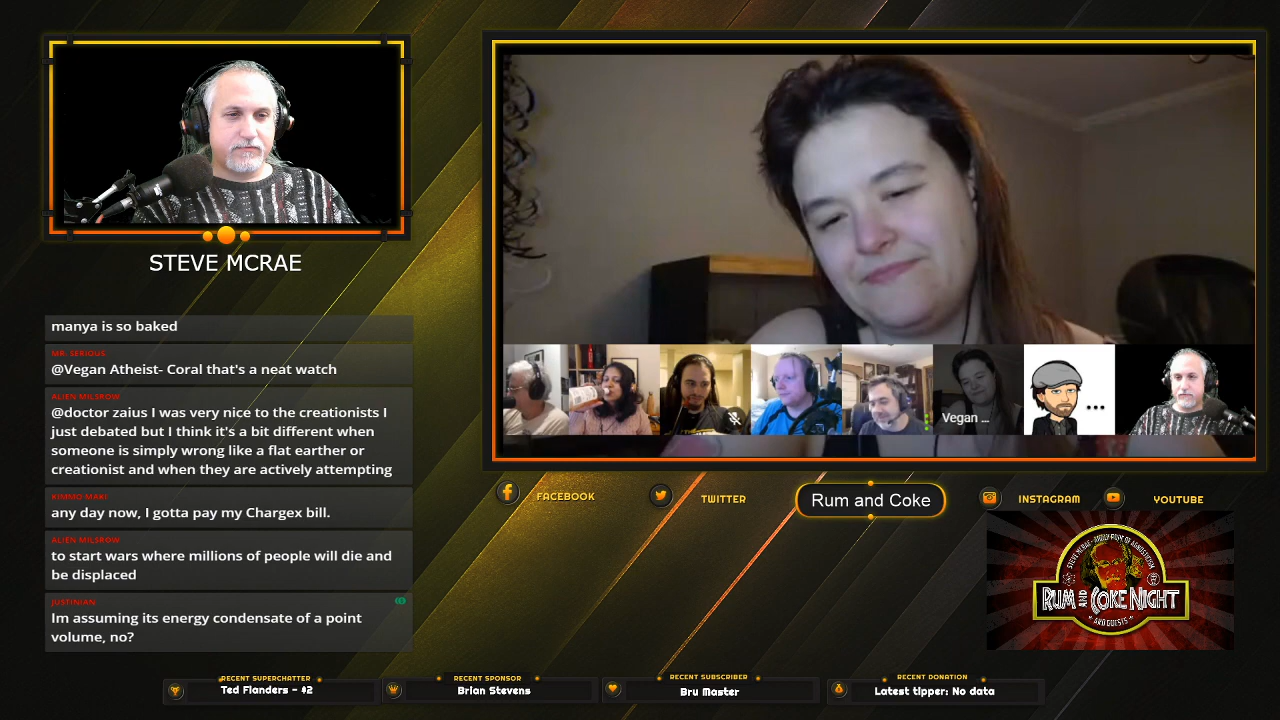 STEVE MCRAE
manya is so baked
MR. SERIOUS
@Vegan Atheist- Coral that's a neat watch
ALIEN MILSROW
@doctor zaius I was very nice to the creationists I
just debated but I think it's a bit different when
someone is simply wrong like a flat earther or
creationist and when they are actively attempting
KIMMO MAKI
any day now, I gotta pay my Chargex bill.
ALIEN MILSROW
to start wars where millions of people will die and
be displaced
JUSTINIAN
Im assuming its energy condensate of a point
volume, no?
Vegan ...
FACEBOOK
TWITTER
Rum and Coke
INSTAGRAM
YOUTUBE
RUM AND COKE NIGHT
AND GUESTS
RECENT SUPERCHATTER
Ted Flanders - $2
RECENT SPONSOR
Brian Stevens
RECENT SUBSCRIBER
Bru Master
RECENT DONATION
Latest tipper: No data